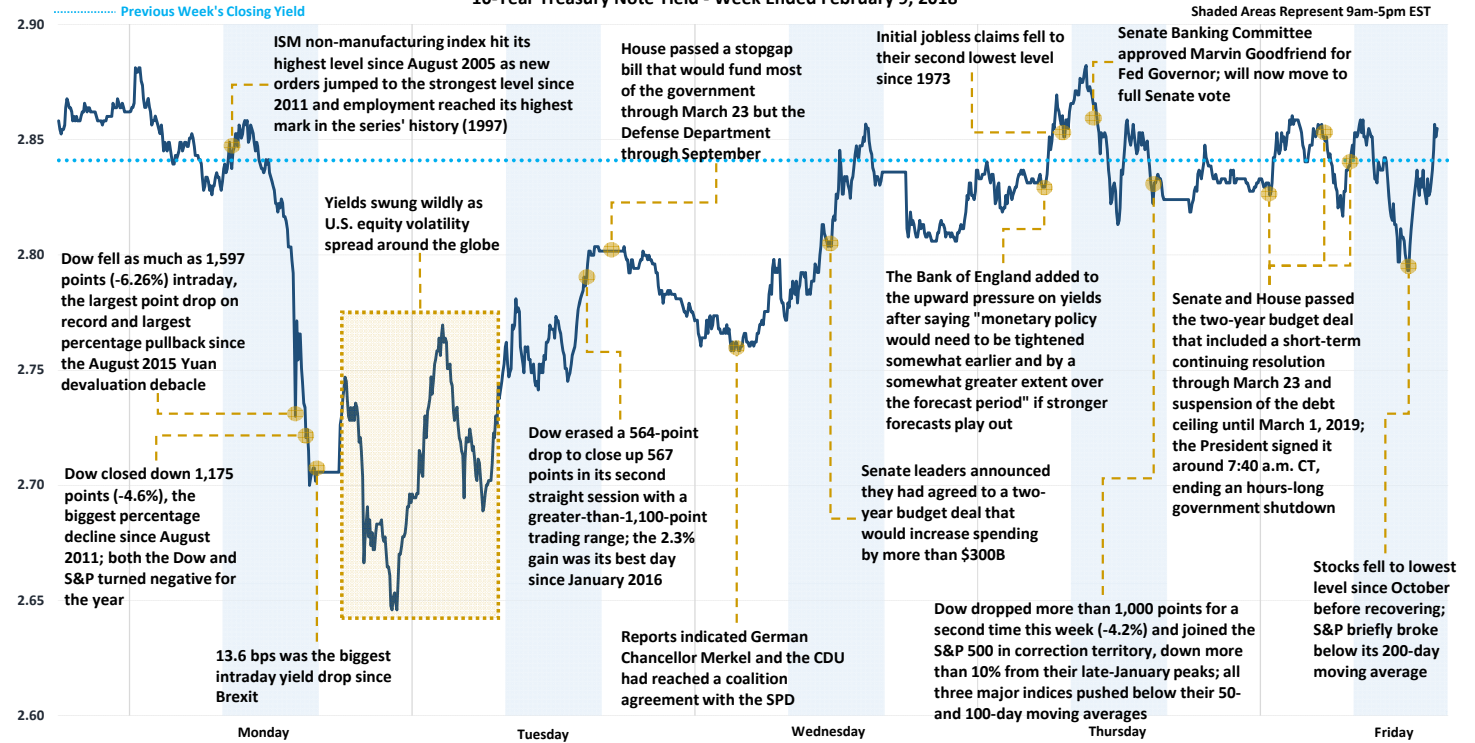 10-Year Treasury Note Yield - Week Ended February 9, 2018
Previous Week's Closing Yield
Shaded Areas Represent 9am-5pm EST
2.90
2.85
2.80
2.75
2.70
2.65
2.60
ISM non-manufacturing index hit its
highest level since August 2005 as new
orders jumped to the strongest level since
2011 and employment reached its highest
mark in the series' history (1997)
House passed a stopgap
bill that would fund most
of the government
through March 23 but the
Defense Department
through September
Initial jobless claims fell to
their second lowest level
since 1973
Senate Banking Committee
approved Marvin Goodfriend for
Fed Governor; will now move to
full Senate vote
Yields swung wildly as
U.S. equity volatility
spread around the globe
Dow fell as much as 1,597
points (-6.26%) intraday,
the largest point drop on
record and largest
percentage pullback since
the August 2015 Yuan
devaluation debacle
Dow closed down 1,175
points (-4.6%), the
biggest percentage
decline since August
2011; both the Dow and
S&P turned negative for
the year
13.6 bps was the biggest
intraday yield drop since
Brexit
Dow erased a 564-point
drop to close up 567
points in its second
straight session with a
greater-than-1,100-point
trading range; the 2.3%
gain was its best day
since January 2016
Reports indicated German
Chancellor Merkel and the CDU
had reached a coalition
agreement with the SPD
The Bank of England added to
the upward pressure on yields
after saying "monetary policy
would need to be tightened
somewhat earlier and by a
somewhat greater extent over
the forecast period" if stronger
forecasts play out
Senate leaders announced
they had agreed to a two-
year budget deal that
would increase spending
by more than $300B
Dow dropped more than 1,000 points for a
second time this week (-4.2%) and joined the
S&P 500 in correction territory, down more
than 10% from their late-January peaks; all
three major indices pushed below their 50-
and 100-day moving averages
Senate and House passed
the two-year budget deal
that included a short-term
continuing resolution
through March 23 and
suspension of the debt
ceiling until March 1, 2019;
the President signed it
around 7:40 a.m. CT,
ending an hours-long
government shutdown
Stocks fell to lowest
level since October
before recovering;
S&P briefly broke
below its 200-day
moving average
Monday
Tuesday
Wednesday
Thursday
Friday